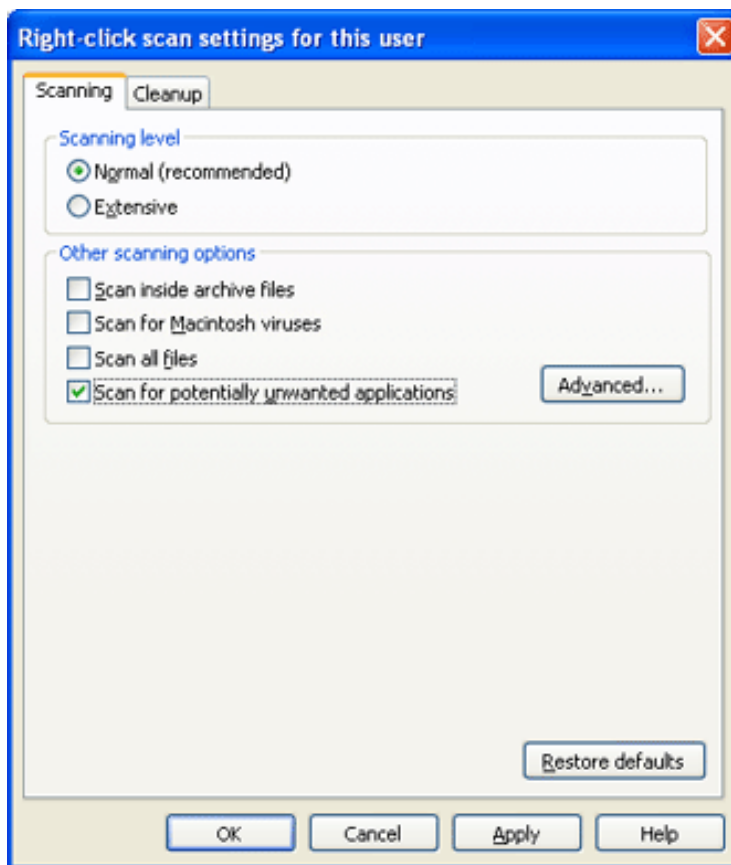 Right-click scan settings for this user
Scanning
Cleanup
Scanning level
Normal (recommended)
Extensive
Other scanning options
Scan inside archive files
Scan for Macintosh viruses
Scan all files
Scan for potentially unwanted applications
Advanced...
Restore defaults
OK
Cancel
Apply
Help